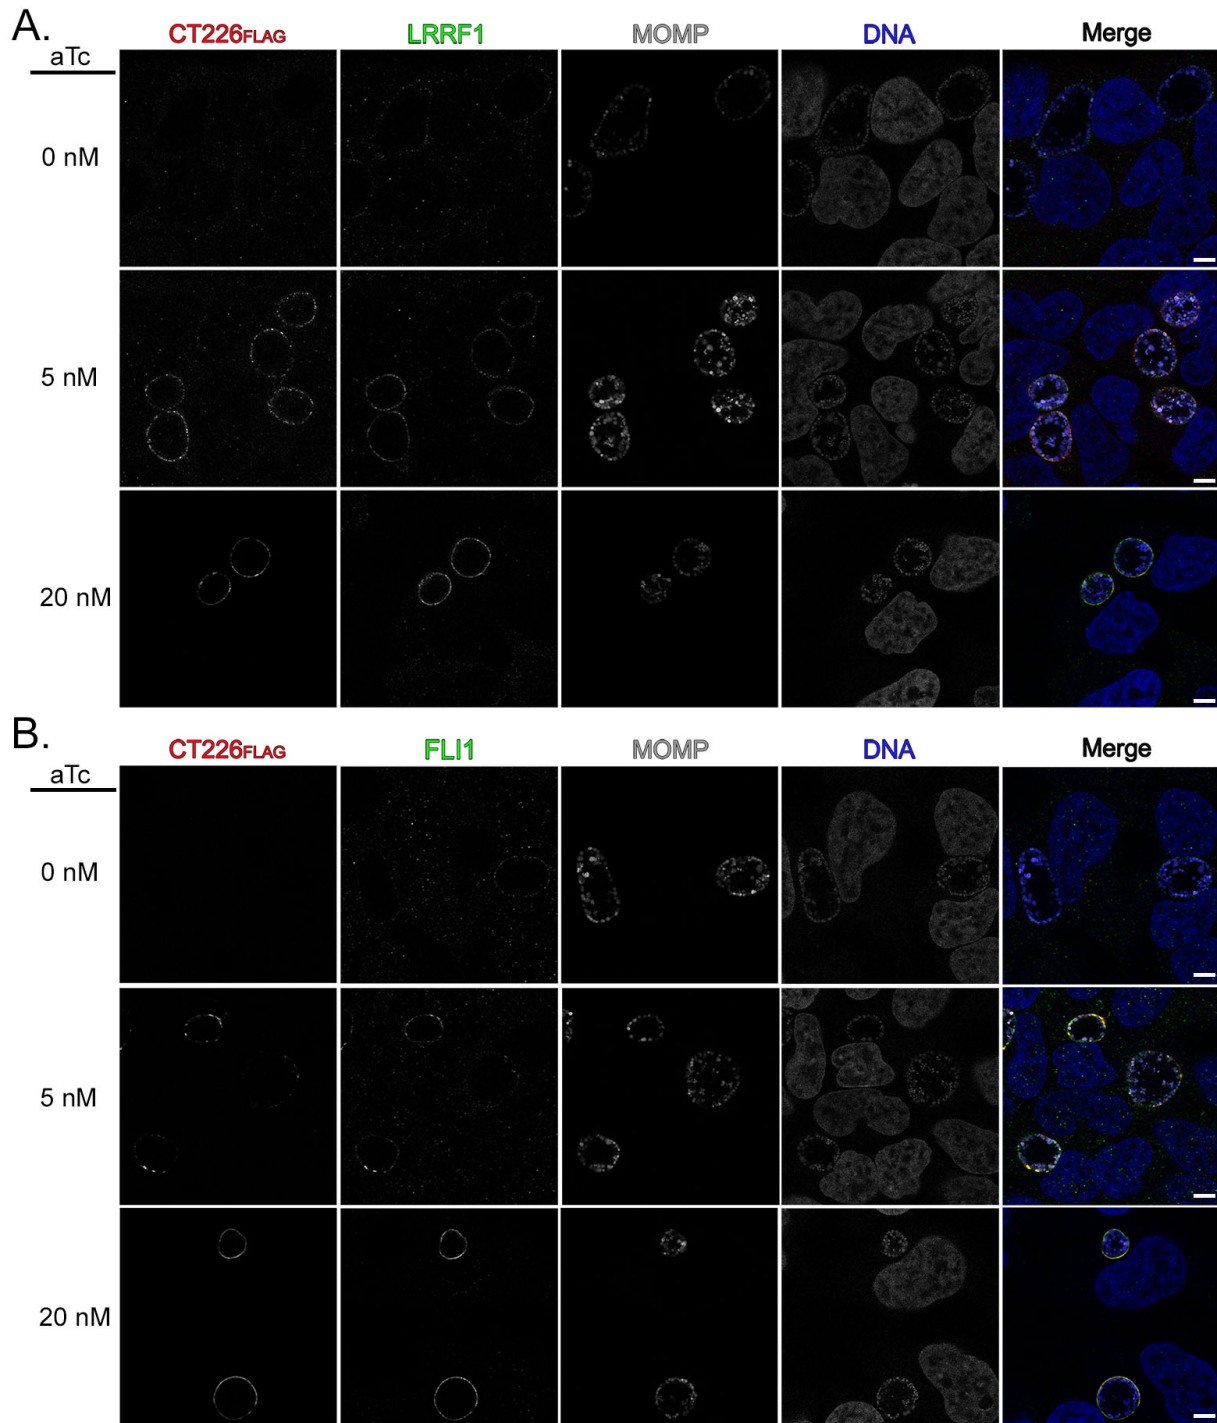 A.
CT226FLAG LRRF1 MOMP DNA Merge
aTc
0 nM
5 nM
20 nM
B.
CT226FLAG FLI1 MOMP DNA Merge
aTc
0 nM
5 nM
20 nM